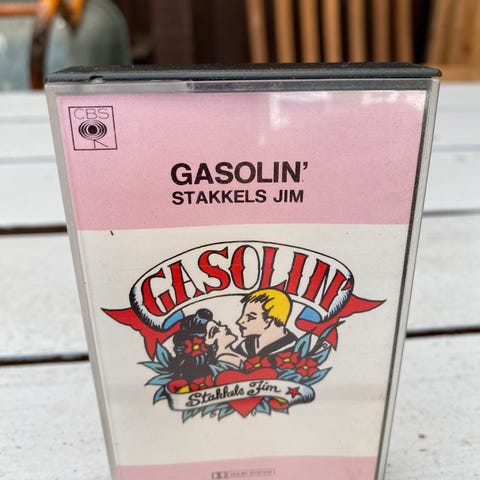 CBS
GASOLIN'
STAKKELS JIM
GASOLIN'
Stakkels Jim